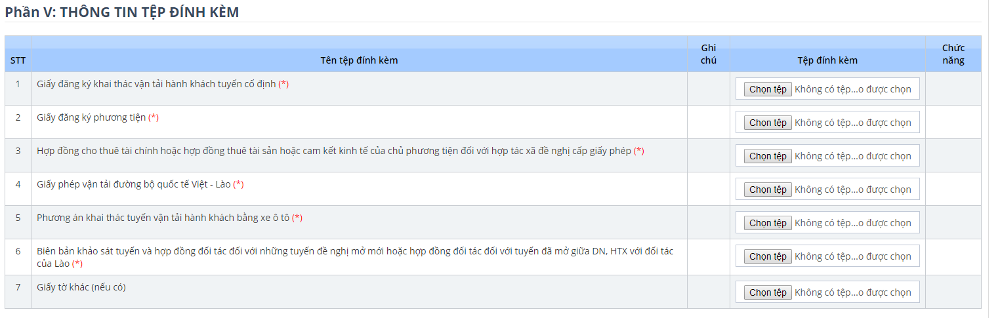 Phần V: THÔNG TIN TỆP ĐÍNH KÈM
STT Tên tệp đính kèm Ghi chú Tệp đính kèm Chức năng
1 Giấy đăng ký khai thác vận tải hành khách tuyến cố định (*) Chọn tệp Không có tệp...o được chọn
2 Giấy đăng ký phương tiện (*) Chọn tệp Không có tệp...o được chọn
3 Hợp đồng cho thuê tài chính hoặc hợp đồng thuê tài sản hoặc cam kết kinh tế của chủ phương tiện đối với hợp tác xã đề nghị cấp giấy phép (*) Chọn tệp Không có tệp...o được chọn
4 Giấy phép vận tải đường bộ quốc tế Việt - Lào (*) Chọn tệp Không có tệp...o được chọn
5 Phương án khai thác tuyến vận tải hành khách bằng xe ô tô (*) Chọn tệp Không có tệp...o được chọn
6 Biên bản khảo sát tuyến và hợp đồng đối tác đối với những tuyến đề nghị mở mới hoặc hợp đồng đối tác đối với tuyến đã mở giữa DN, HTX với đối tác Chọn tệp Không có tệp...o được chọn
của Lào (*)
7 Giấy tờ khác (nếu có) Chọn tệp Không có tệp...o được chọn